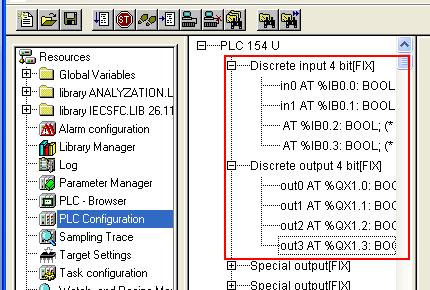 Resources
Global Variables
library ANALYZATION.L
library IECSFC.LIB 26.11
Alarm configuration
Library Manager
Log
Parameter Manager
PLC - Browser
PLC Configuration
Sampling Trace
Target Settings
Task configuration
PLC 154 U
Discrete input 4 bit[FIX]
in0 AT %IB0.0: BOOL
in1 AT %IB0.1: BOOL
AT %IB0.2: BOOL; (*
AT %IB0.3: BOOL; (*
Discrete output 4 bit[FIX]
out0 AT %QX1.0: BOO
out1 AT %QX1.1: BOO
out2 AT %QX1.2: BOO
out3 AT %QX1.3: BOO
Special output[FIX]
Special input[FIX]